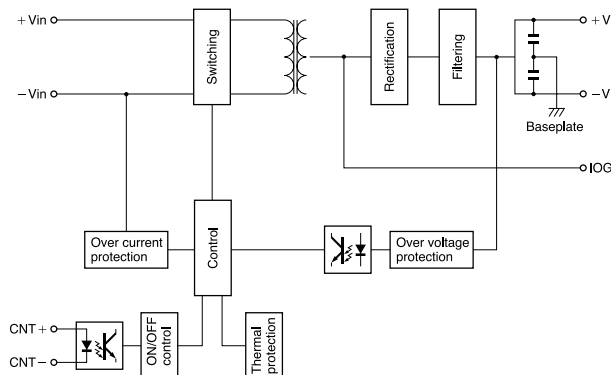 +Vin
Switching
Rectification
Filtering
+V
−Vin
−V
Baseplate
IOG
Over current
protection
Control
Over voltage
protection
CNT+
CNT−
ON/OFF
control
Thermal
protection